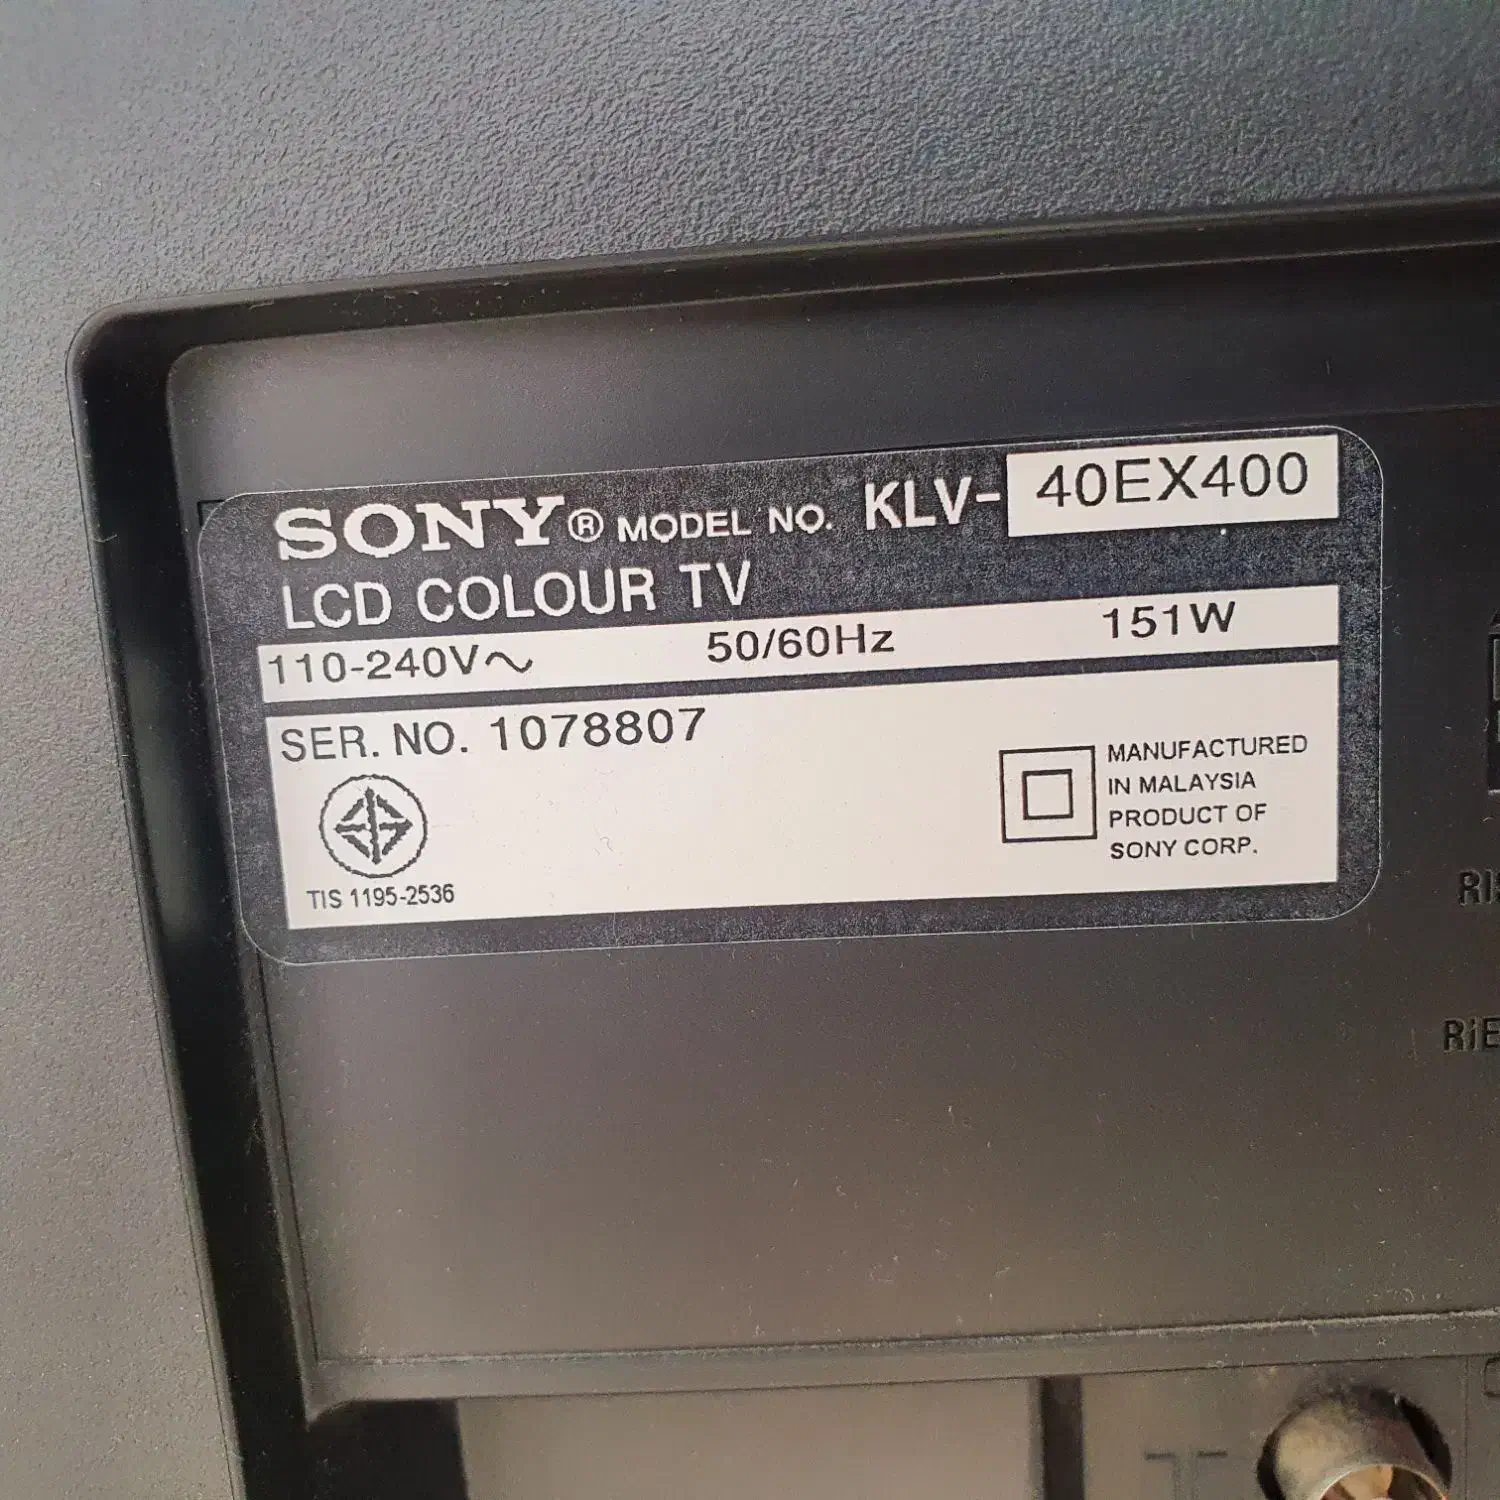 SONY® MODEL NO. KLV-40EX400
LCD COLOUR TV
110-240V~ 50/60Hz 151W
SER. NO. 1078807
TIS 1195-2536
MANUFACTURED
IN MALAYSIA
PRODUCT OF
SONY CORP.